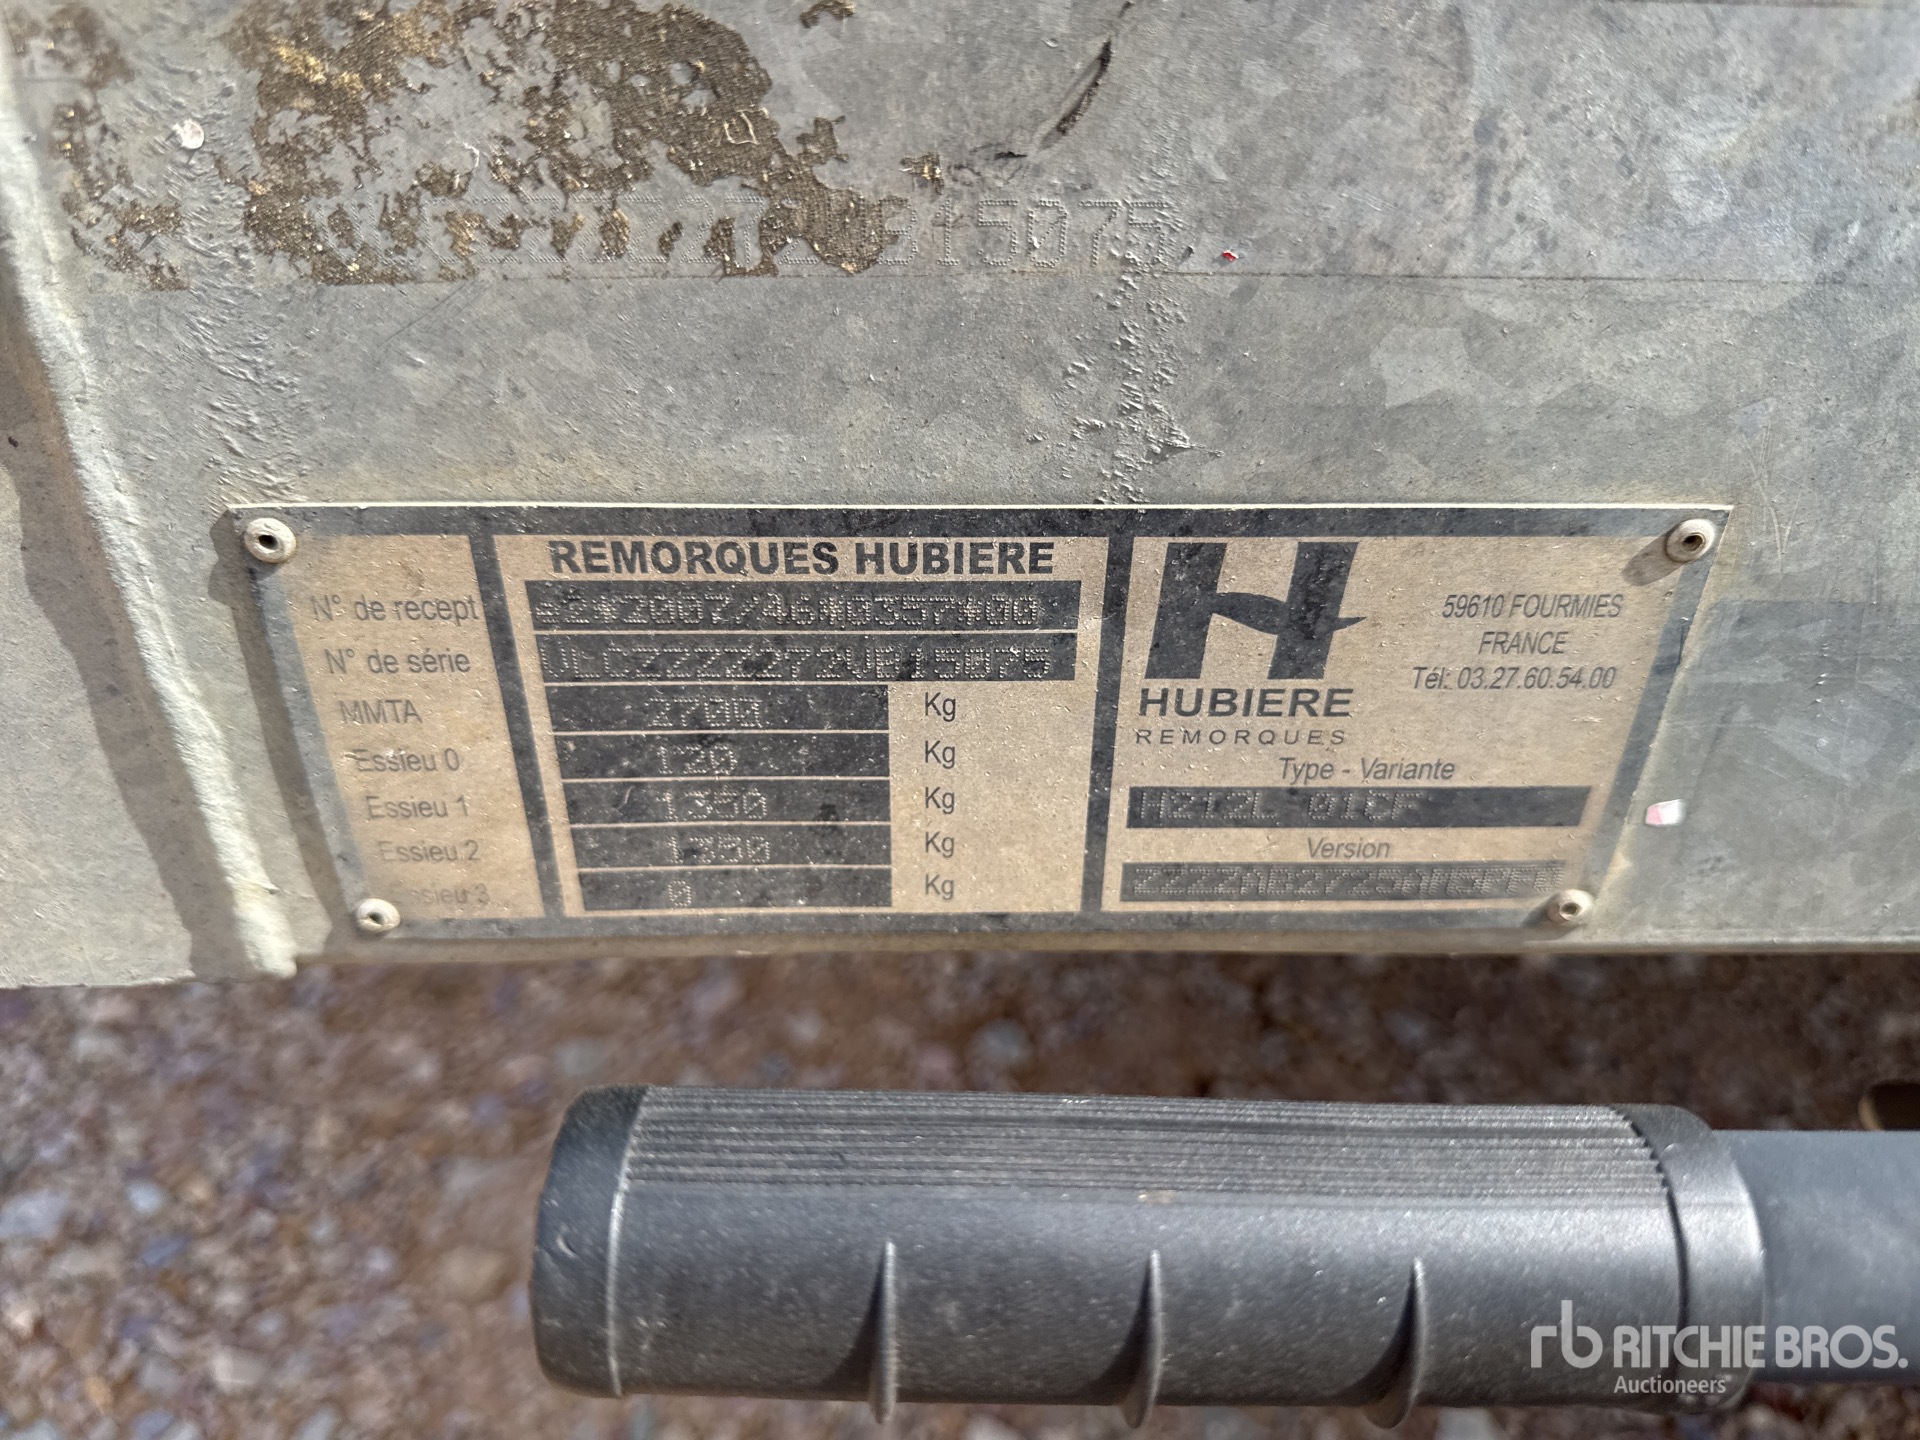 915075
REMORQUES HUBIERE
N° de recept e2*2007/46*0357*00
N° de série
MMTA 2700 Kg
Essieu 0 120 Kg
Essieu 1 1350 Kg
Essieu 2 1350 Kg
Essieu 3 0 Kg
H
HUBIERE
REMORQUES
59610 FOURMIES
FRANCE
Tél: 03.27.60.54.00
Type - Variante
H212L 01CF
Version
rb RITCHIE BROS.
Auctioneers